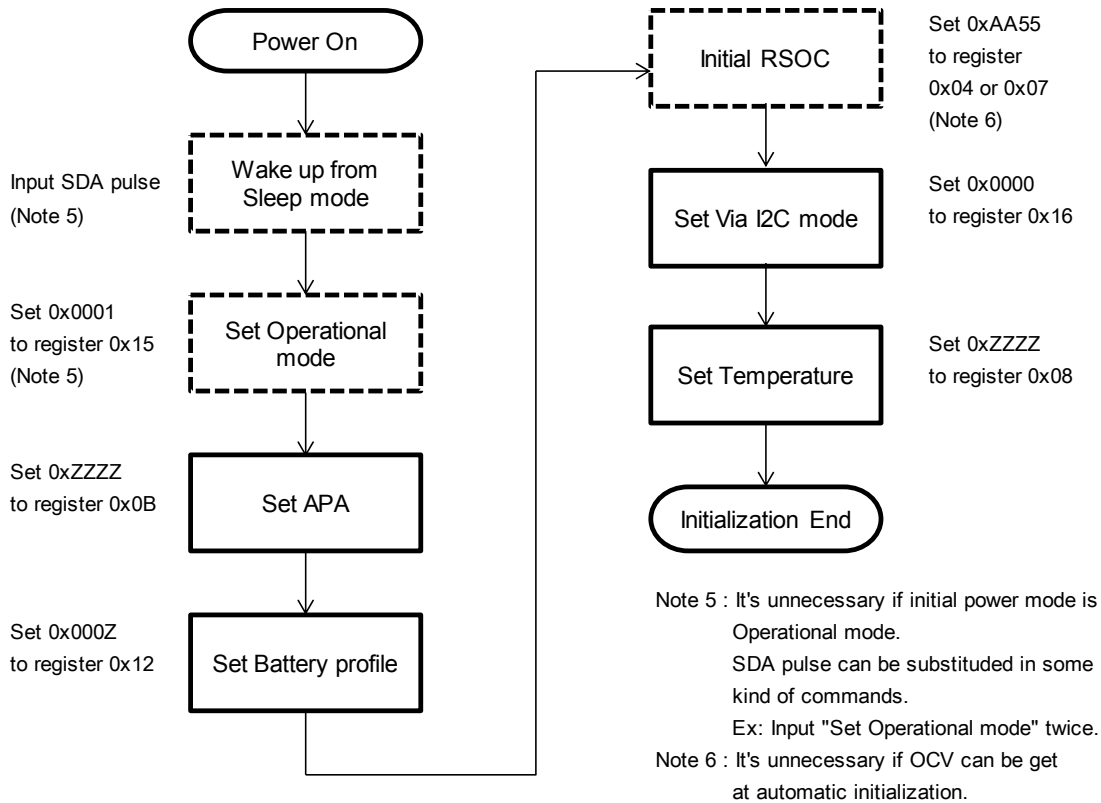 Power On
Input SDA pulse
(Note 5)
Wake up from
Sleep mode
Set 0x0001
to register 0x15
(Note 5)
Set Operational
mode
Set 0xZZZZ
to register 0x0B
Set APA
Set 0x000Z
to register 0x12
Set Battery profile
Initial RSOC
Set 0xAA55
to register
0x04 or 0x07
(Note 6)
Set Via I2C mode
Set 0x0000
to register 0x16
Set Temperature
Set 0xZZZZ
to register 0x08
Initialization End
Note 5 : It's unnecessary if initial power mode is
Operational mode.
SDA pulse can be substituded in some
kind of commands.
Ex: Input "Set Operational mode" twice.
Note 6 : It's unnecessary if OCV can be get
at automatic initialization.